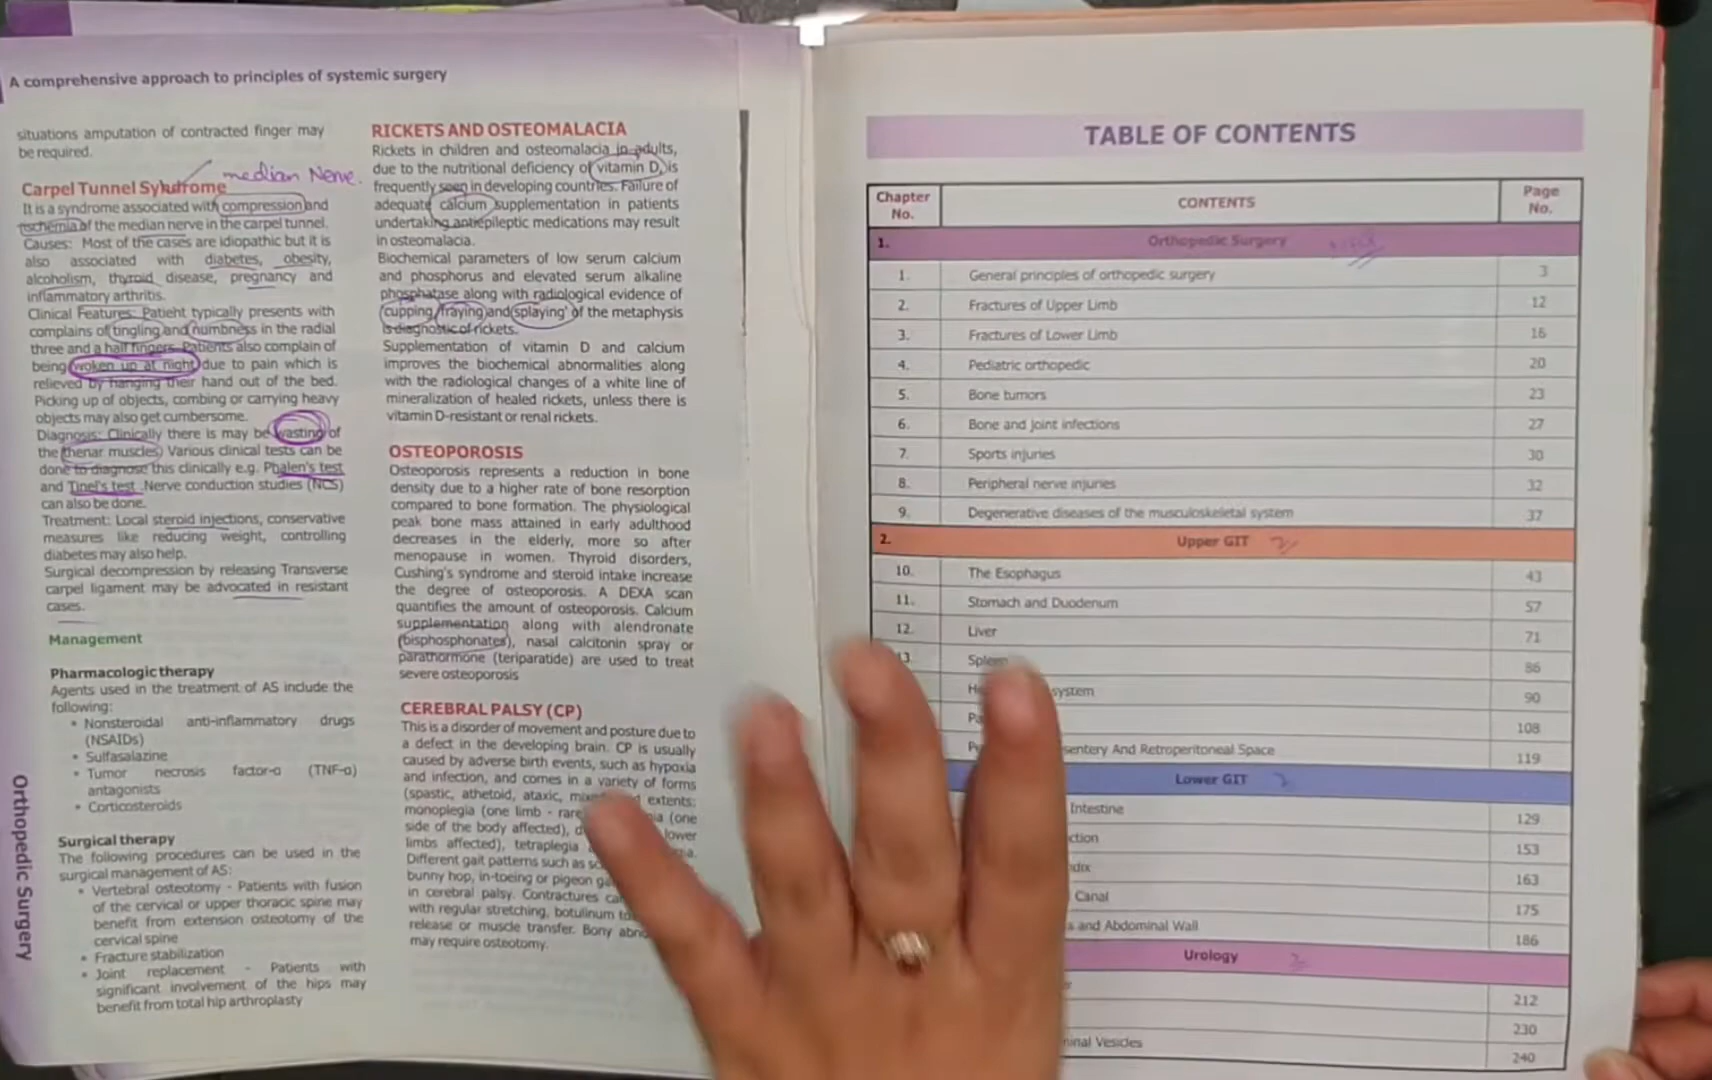 A comprehensive approach to principles of systemic surgery
situations amputation of contracted finger may
be required.
median Nerve.
Carpel Tunnel Syndrome
It is a syndrome associated with compression and
ischemia of the median nerve in the carpel tunnel.
Causes: Most of the cases are idiopathic but it is
also associated with diabetes, obesity,
alcoholism, thyroid disease, pregnancy and
inflammatory arthritis.
Clinical Features: Patient typically presents with
complains of tingling and numbness in the radial
three and a half fingers. Patients also complain of
being woken up at night due to pain which is
relieved by hanging their hand out of the bed.
Picking up of objects, combing or carrying heavy
objects may also get cumbersome.
Diagnosis: Clinically there is may be wasting of
the thenar muscles) Various clinical tests can be
done to diagnose this clinically e.g. Phalen's test
and Tinel's test .Nerve conduction studies (NCS)
can also be done.
Treatment: Local steroid injections, conservative
measures like reducing weight, controlling
diabetes may also help.
Surgical decompression by releasing Transverse
carpel ligament may be advocated in resistant
cases.
Management
Pharmacologic therapy
Agents used in the treatment of AS include the
following:
• Nonsteroidal anti-inflammatory drugs
(NSAIDs)
• Sulfasalazine
• Tumor necrosis factor-α (TNF-α)
antagonists
• Corticosteroids
Surgical therapy
The following procedures can be used in the
surgical management of AS:
• Vertebral osteotomy - Patients with fusion
of the cervical or upper thoracic spine may
benefit from extension osteotomy of the
cervical spine
• Fracture stabilization
• Joint replacement - Patients with
significant involvement of the hips may
benefit from total hip arthroplasty
Orthopedic Surgery
RICKETS AND OSTEOMALACIA
Rickets in children and osteomalacia in adults,
due to the nutritional deficiency of vitamin D, is
frequently seen in developing countries. Failure of
adequate calcium supplementation in patients
undertaking antiepileptic medications may result
in osteomalacia.
Biochemical parameters of low serum calcium
and phosphorus and elevated serum alkaline
phosphatase along with radiological evidence of
'cupping, fraying and splaying' of the metaphysis
is diagnostic of rickets.
Supplementation of vitamin D and calcium
improves the biochemical abnormalities along
with the radiological changes of a white line of
mineralization of healed rickets, unless there is
vitamin D-resistant or renal rickets.
OSTEOPOROSIS
Osteoporosis represents a reduction in bone
density due to a higher rate of bone resorption
compared to bone formation. The physiological
peak bone mass attained in early adulthood
decreases in the elderly, more so after
menopause in women. Thyroid disorders,
Cushing's syndrome and steroid intake increase
the degree of osteoporosis. A DEXA scan
quantifies the amount of osteoporosis. Calcium
supplementation along with alendronate
(bisphosphonates), nasal calcitonin spray or
parathormone (teriparatide) are used to treat
severe osteoporosis
CEREBRAL PALSY (CP)
This is a disorder of movement and posture due to
a defect in the developing brain. CP is usually
caused by adverse birth events, such as hypoxia
and infection, and comes in a variety of forms
(spastic, athetoid, ataxic, extents:
monoplegia (one limb - (one
side of the body affected), lower
limbs affected), tetraplegia
Different gait patterns such as
bunny hop, in-toeing or pigeon
in cerebral palsy. Contractures
with regular stretching, botulinum
release or muscle transfer. Bony
may require osteotomy.
TABLE OF CONTENTS
Chapter No. CONTENTS Page No.
1. Orthopedic Surgery
1. General principles of orthopedic surgery 3
2. Fractures of Upper Limb 12
3. Fractures of Lower Limb 16
4. Pediatric orthopedic 20
5. Bone tumors 23
6. Bone and joint infections 27
7. Sports injuries 30
8. Peripheral nerve injuries 32
9. Degenerative diseases of the musculoskeletal system 37
2. Upper GIT
10. The Esophagus 43
11. Stomach and Duodenum 57
12. Liver 71
13. 86
system 90
108
And Retroperitoneal Space 119
Lower GIT
Intestine 129
153
163
Canal 175
and Abdominal Wall 186
Urology
212
230
Vesicles 240